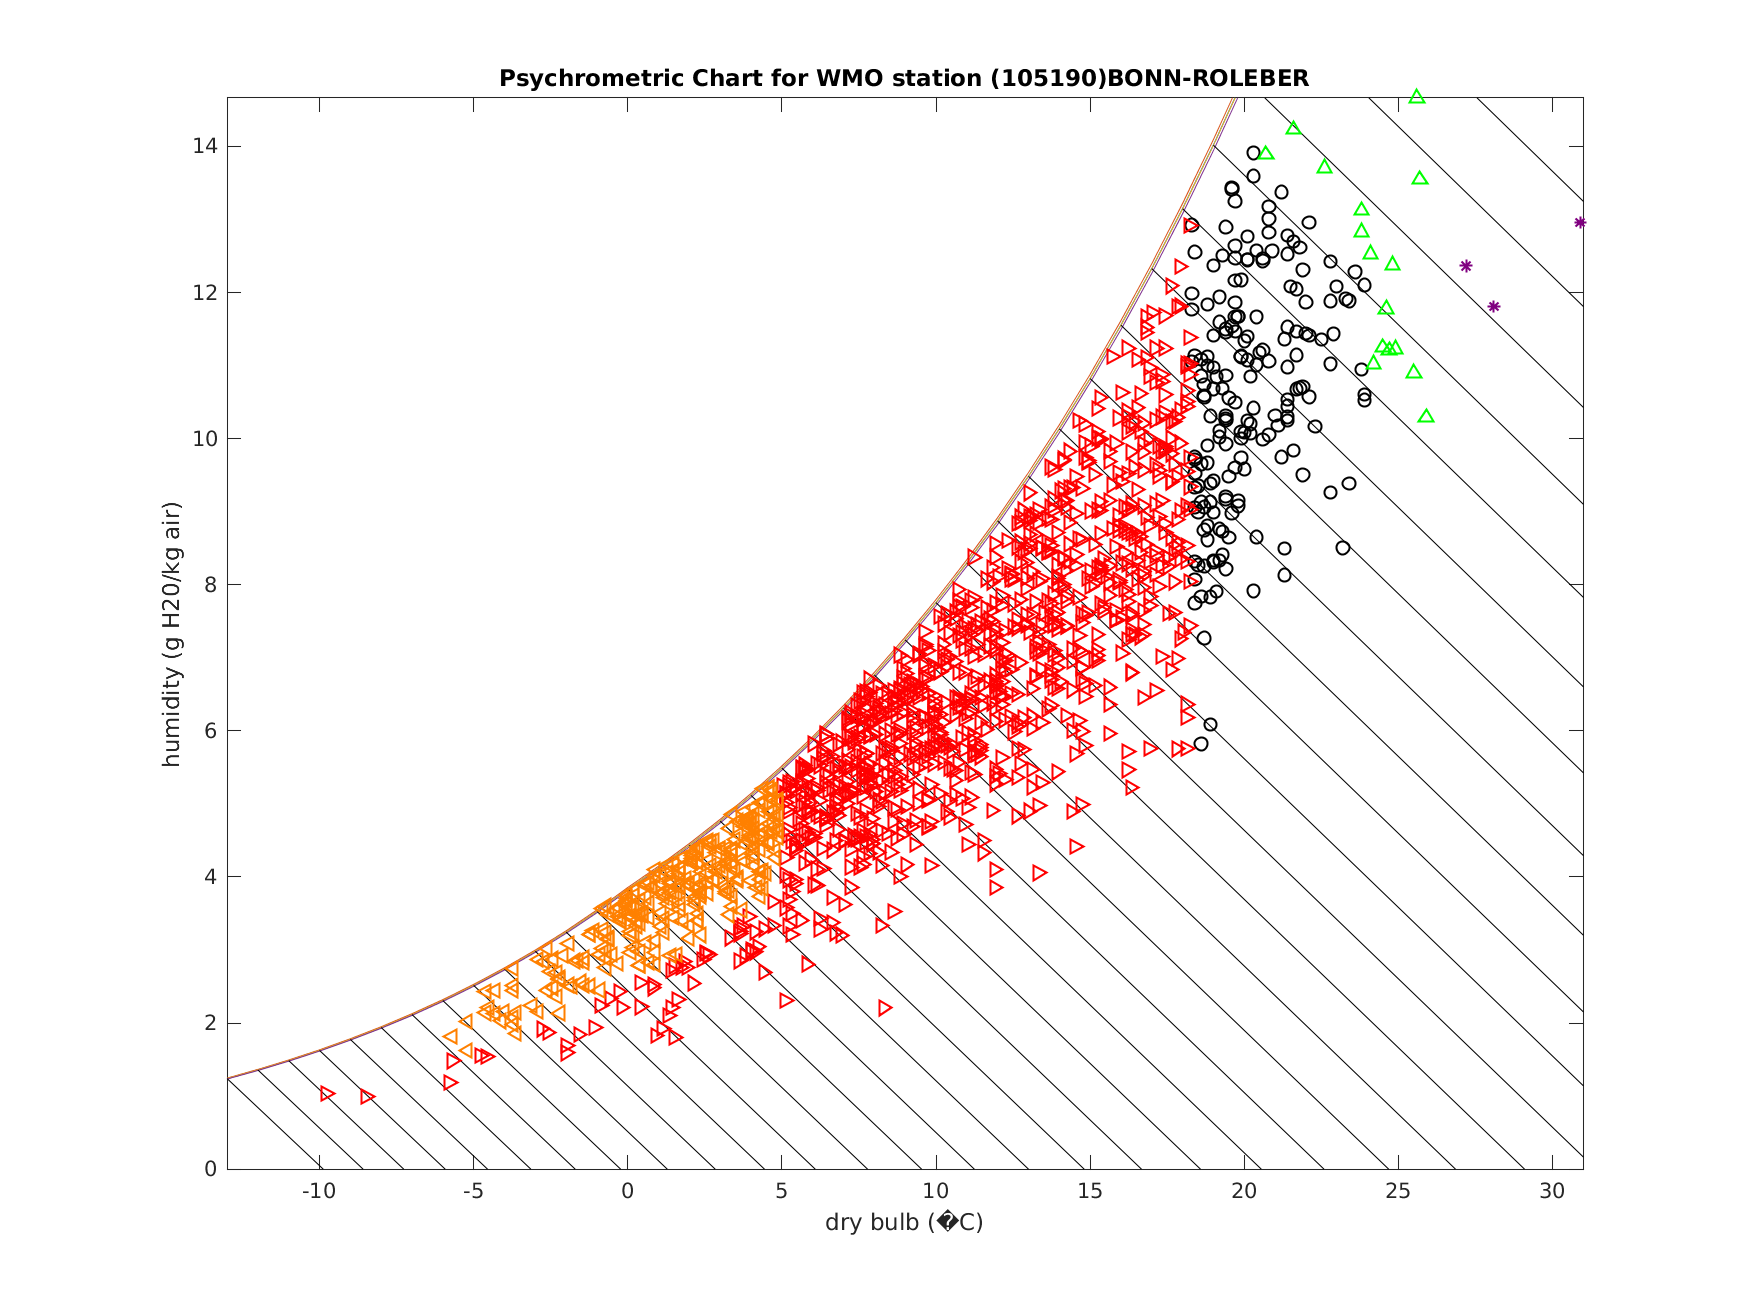 Psychrometric Chart for WMO station (105190)BONN-ROLEBER
humidity (g H20/kg air)
14
12
10
8
6
4
2
0
-10 -5 0 5 10 15 20 25 30
dry bulb (�C)